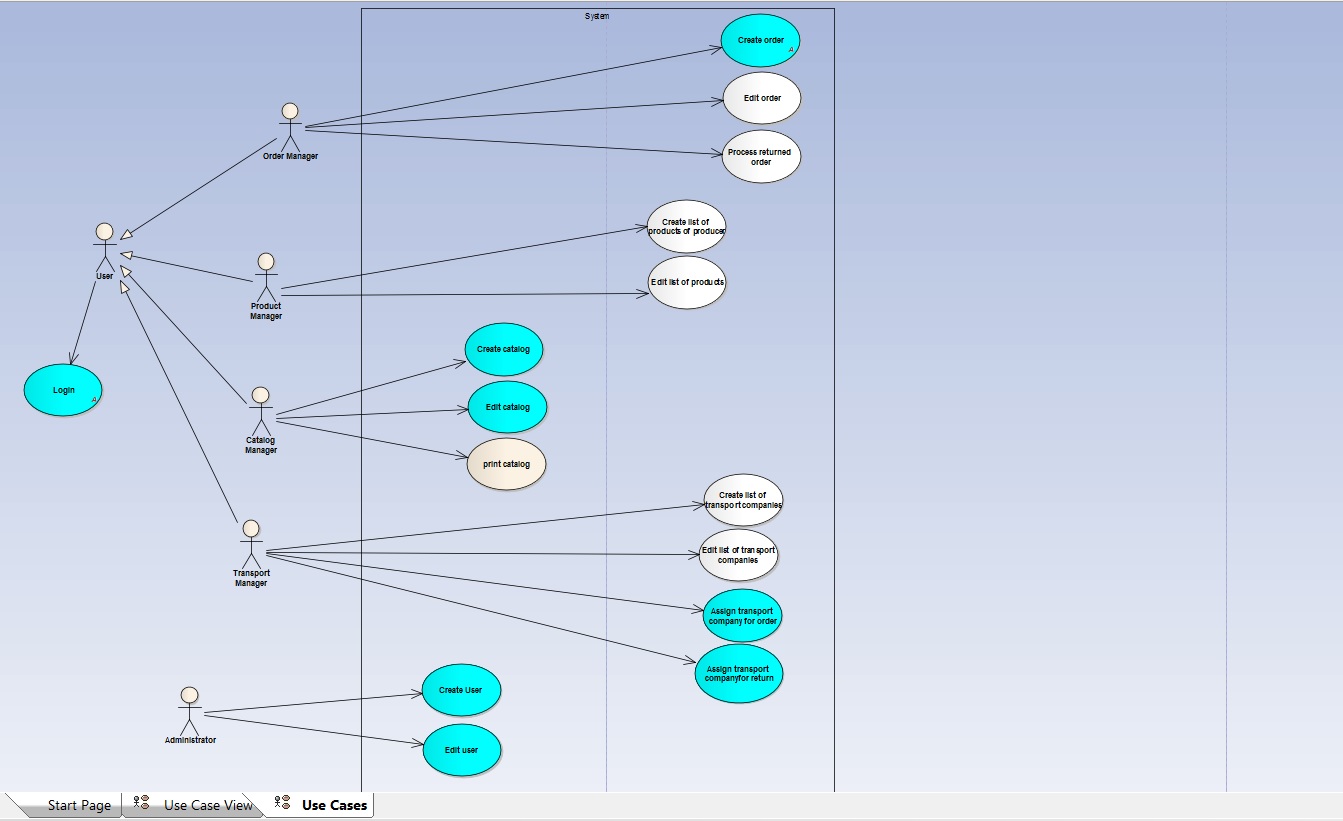 System
Create order
Edit order
Process returned
order
Order Manager
Create list of
products of producer
User
Edit list of products
Product
Manager
Create catalog
Login
Edit catalog
Catalog
Manager
print catalog
Create list of
transport companies
Edit list of transport
companies
Transport
Manager
Assign transport
company for order
Assign transport
companyfor return
Create User
Administrator
Edit user
Start Page
Use Case View
Use Cases